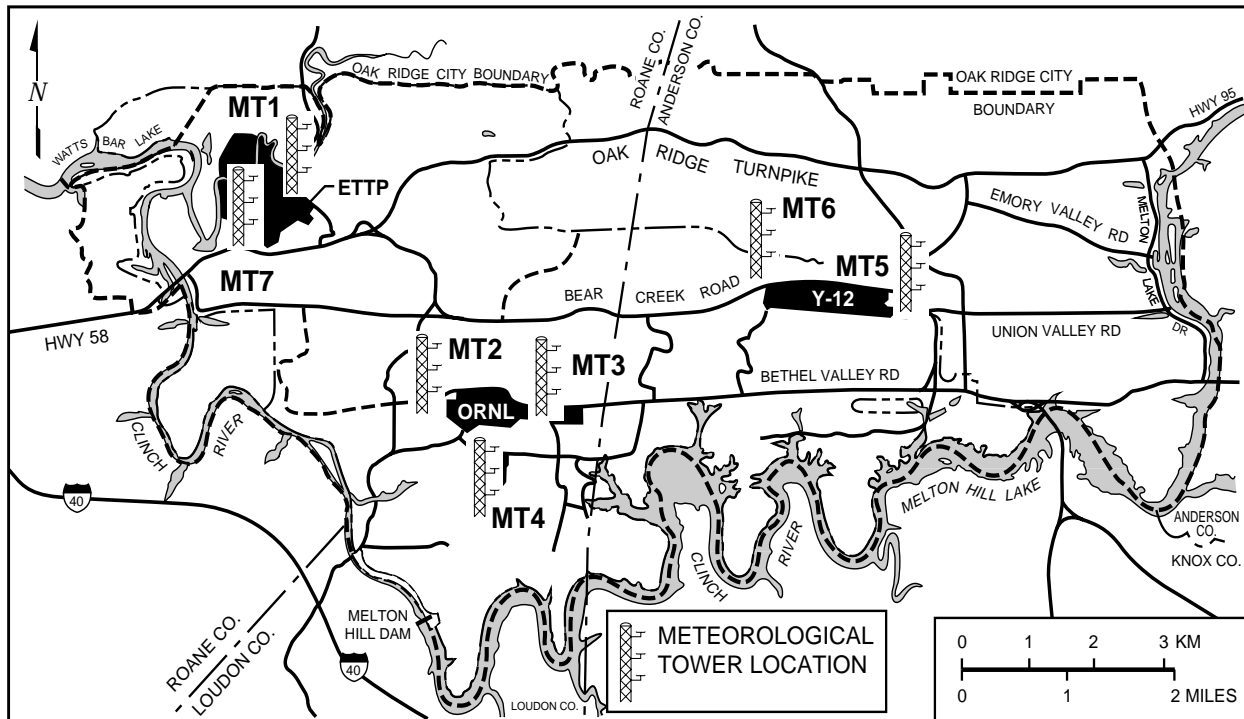 ROANE CO.
ANDERSON CO.
N
OAK RIDGE CITY BOUNDARY
OAK RIDGE CITY
BOUNDARY
HWY 95
MT1
WATTS BAR LAKE
OAK RIDGE TURNPIKE
ETTP
EMORY VALLEY RD
MELTON LAKE DR
MT6
MT5
MT7
BEAR CREEK ROAD
Y-12
UNION VALLEY RD
HWY 58
MT2
MT3
BETHEL VALLEY RD
ORNL
CLINCH RIVER
MELTON HILL LAKE
40
MT4
ANDERSON
CO.
KNOX CO.
CLINCH RIVER
MELTON
HILL DAM
ROANE CO.
LOUDON CO.
40
LOUDON CO.
METEOROLOGICAL
TOWER LOCATION
0 1 2 3 KM
0 1 2 MILES